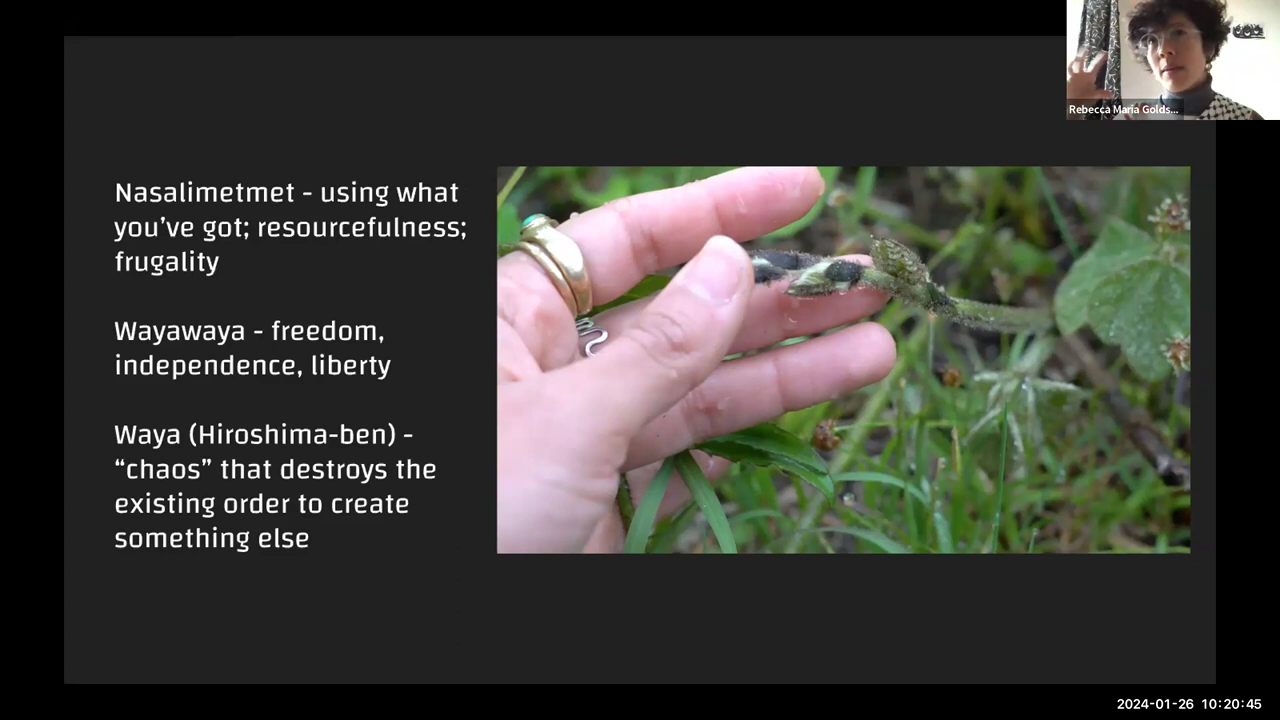 Rebecca Maria Golds...
Nasalimetmet - using what
you've got; resourcefulness;
frugality
Wayawaya - freedom,
independence, liberty
Waya (Hiroshima-ben) -
“chaos” that destroys the
existing order to create
something else
2024-01-26 10:20:45